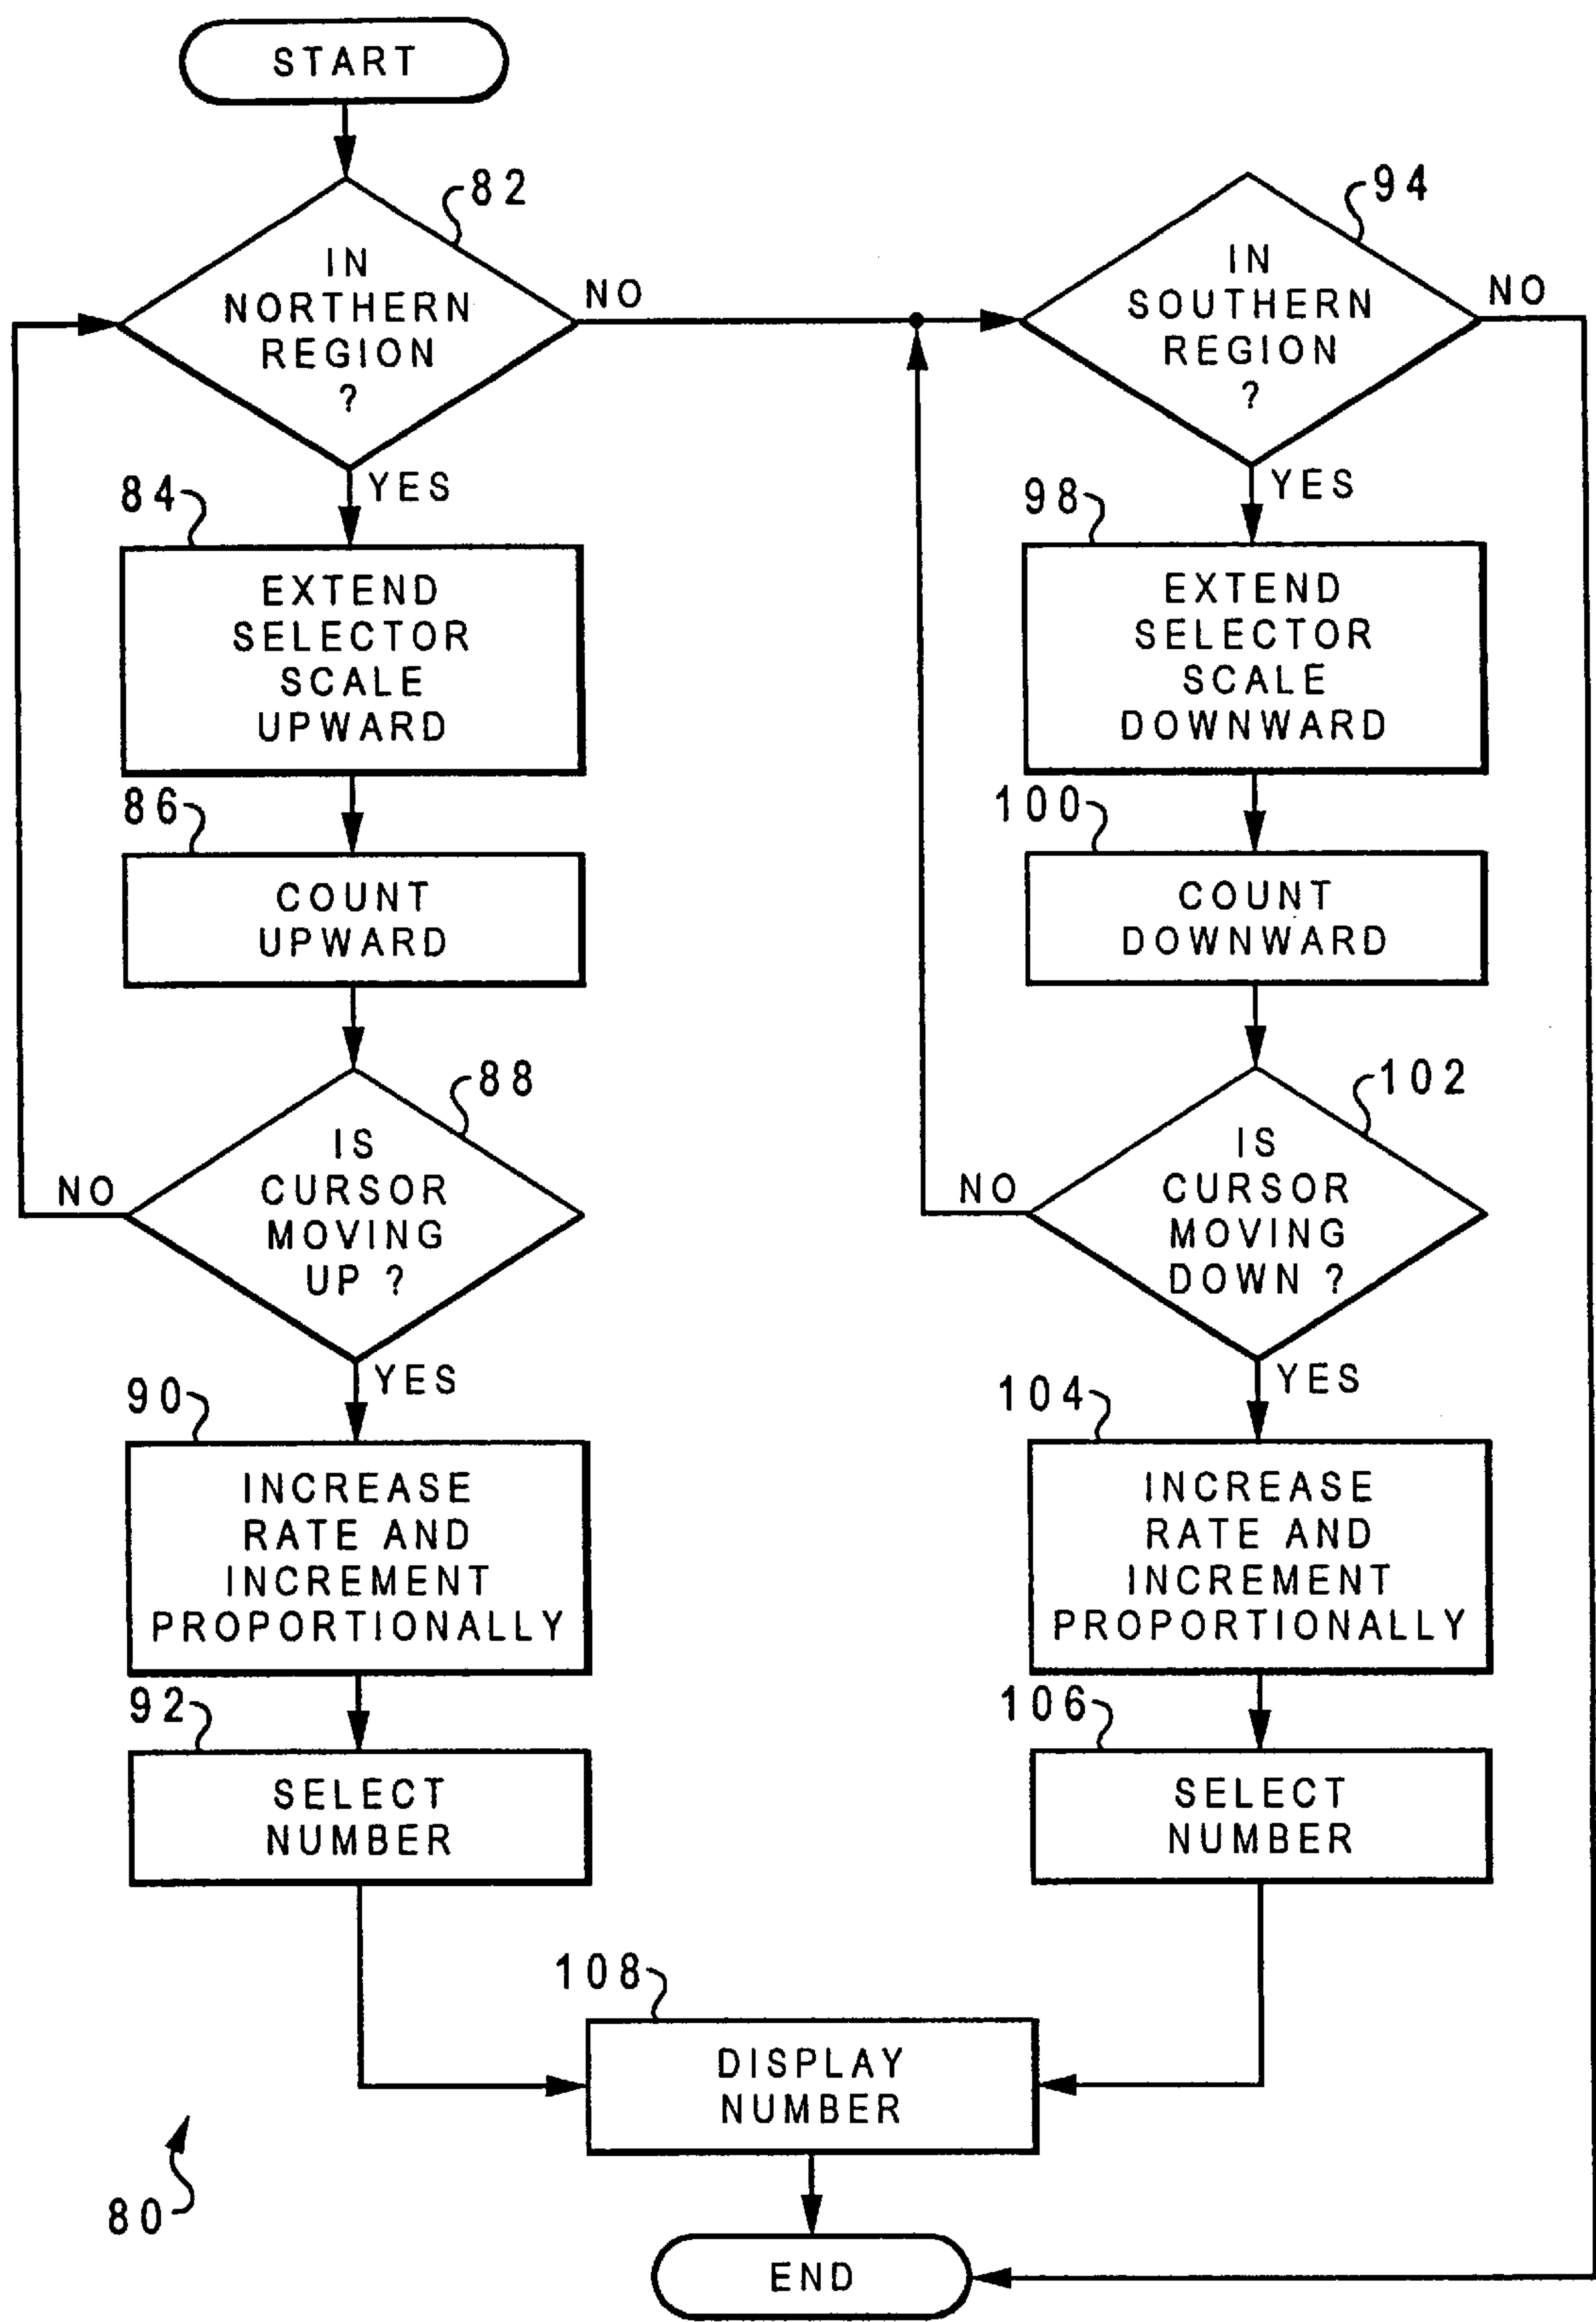 START
82
IN
NORTHERN
REGION
?
NO
YES
84
EXTEND
SELECTOR
SCALE
UPWARD
86
COUNT
UPWARD
88
IS
CURSOR
MOVING
UP ?
NO
YES
90
INCREASE
RATE AND
INCREMENT
PROPORTIONALLY
92
SELECT
NUMBER
94
IN
SOUTHERN
REGION
?
NO
YES
98
EXTEND
SELECTOR
SCALE
DOWNWARD
100
COUNT
DOWNWARD
102
IS
CURSOR
MOVING
DOWN ?
NO
YES
104
INCREASE
RATE AND
INCREMENT
PROPORTIONALLY
106
SELECT
NUMBER
108
DISPLAY
NUMBER
80
END